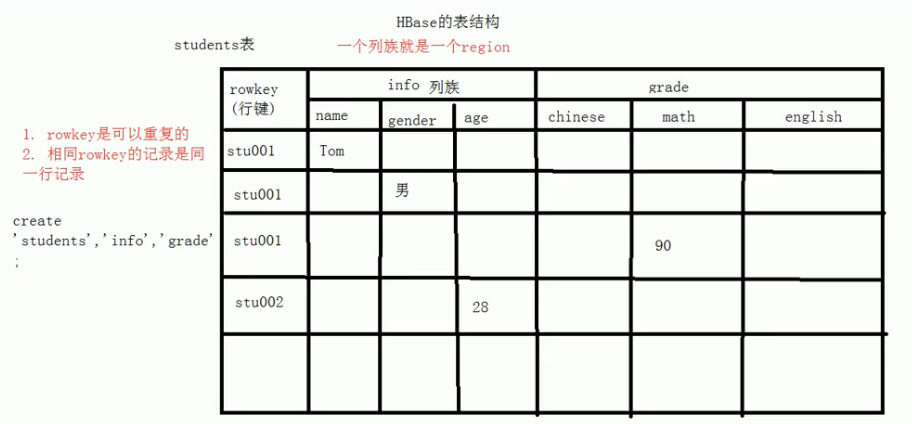 HBase的表结构
students表
一个列族就是一个region
rowkey
(行键)
info 列族
grade
name
gender
age
chinese
math
english
1. rowkey是可以重复的
2. 相同rowkey的记录是同
一行记录
stu001
Tom
stu001
男
create
'students','info','grade'
;
stu001
90
stu002
28